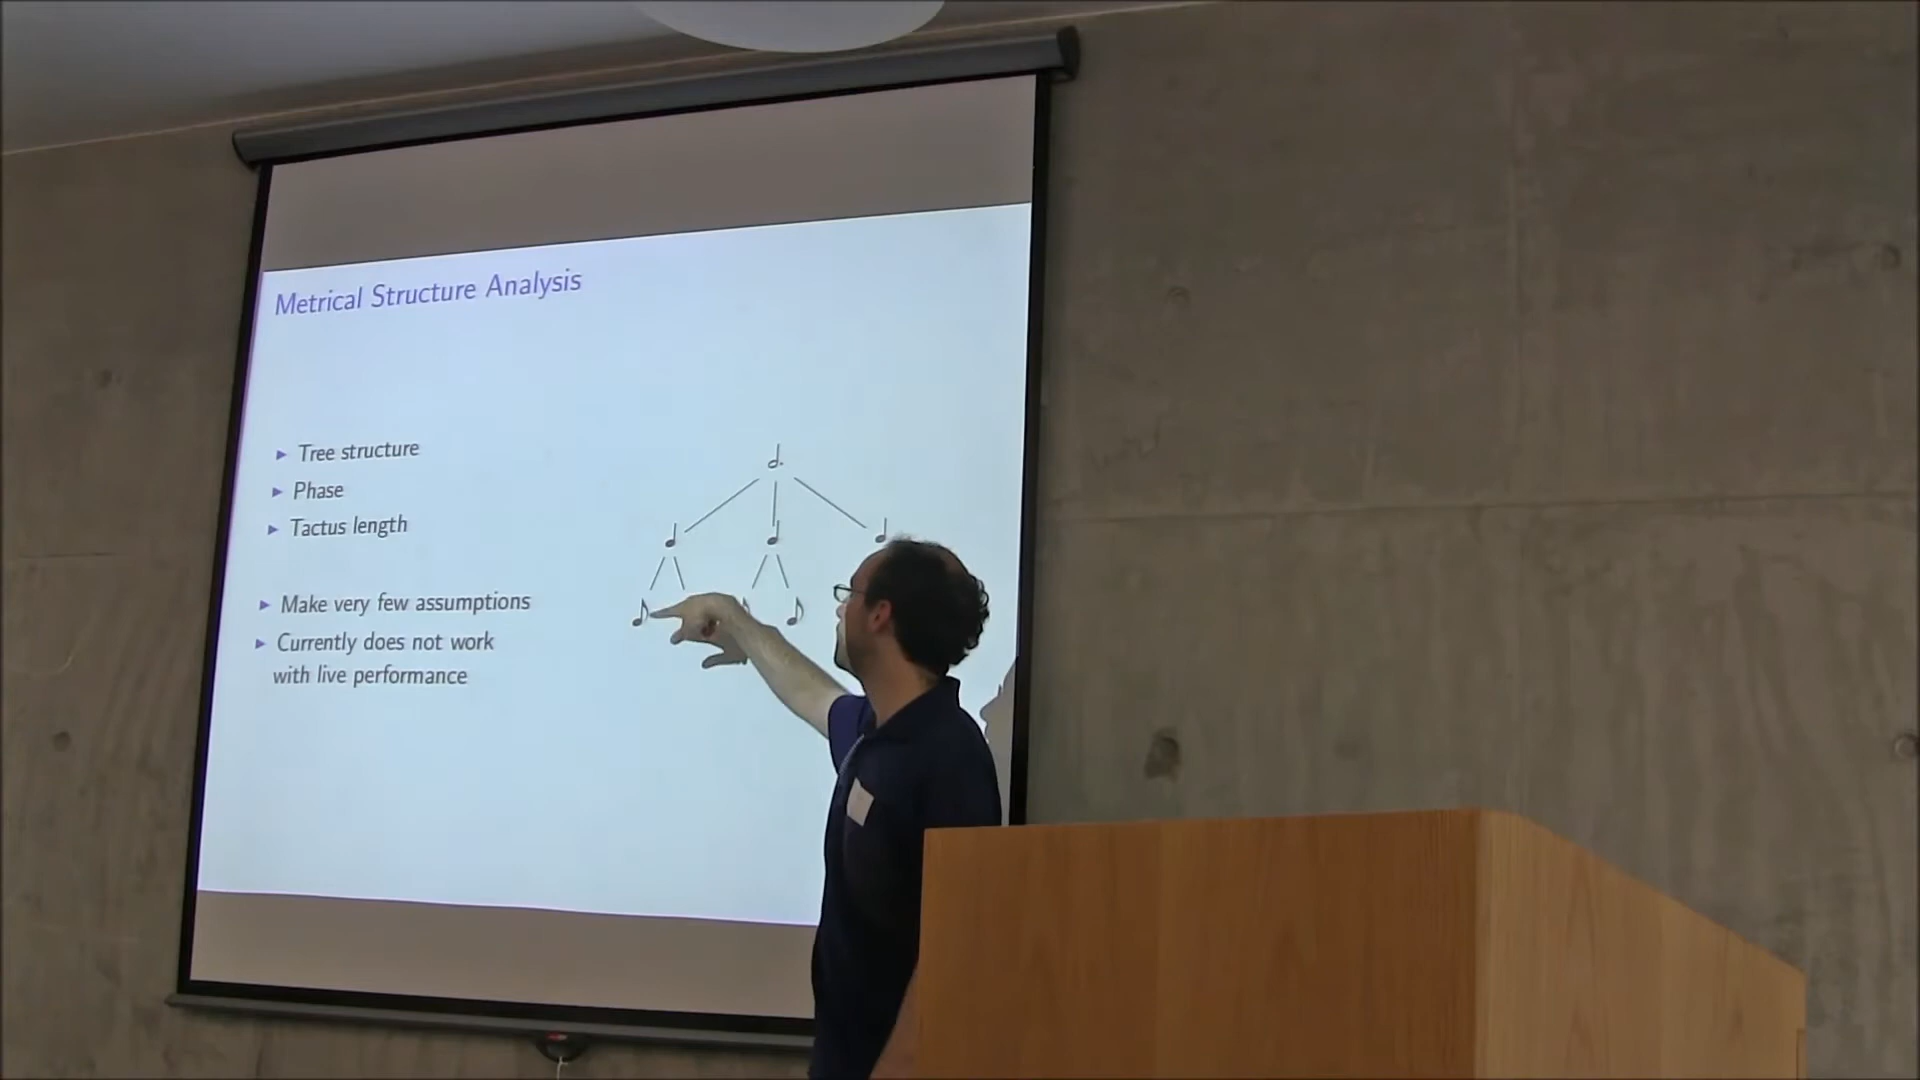 Metrical Structure Analysis
Tree structure
Phase
Tactus length
Make very few assumptions
Currently does not work
with live performance